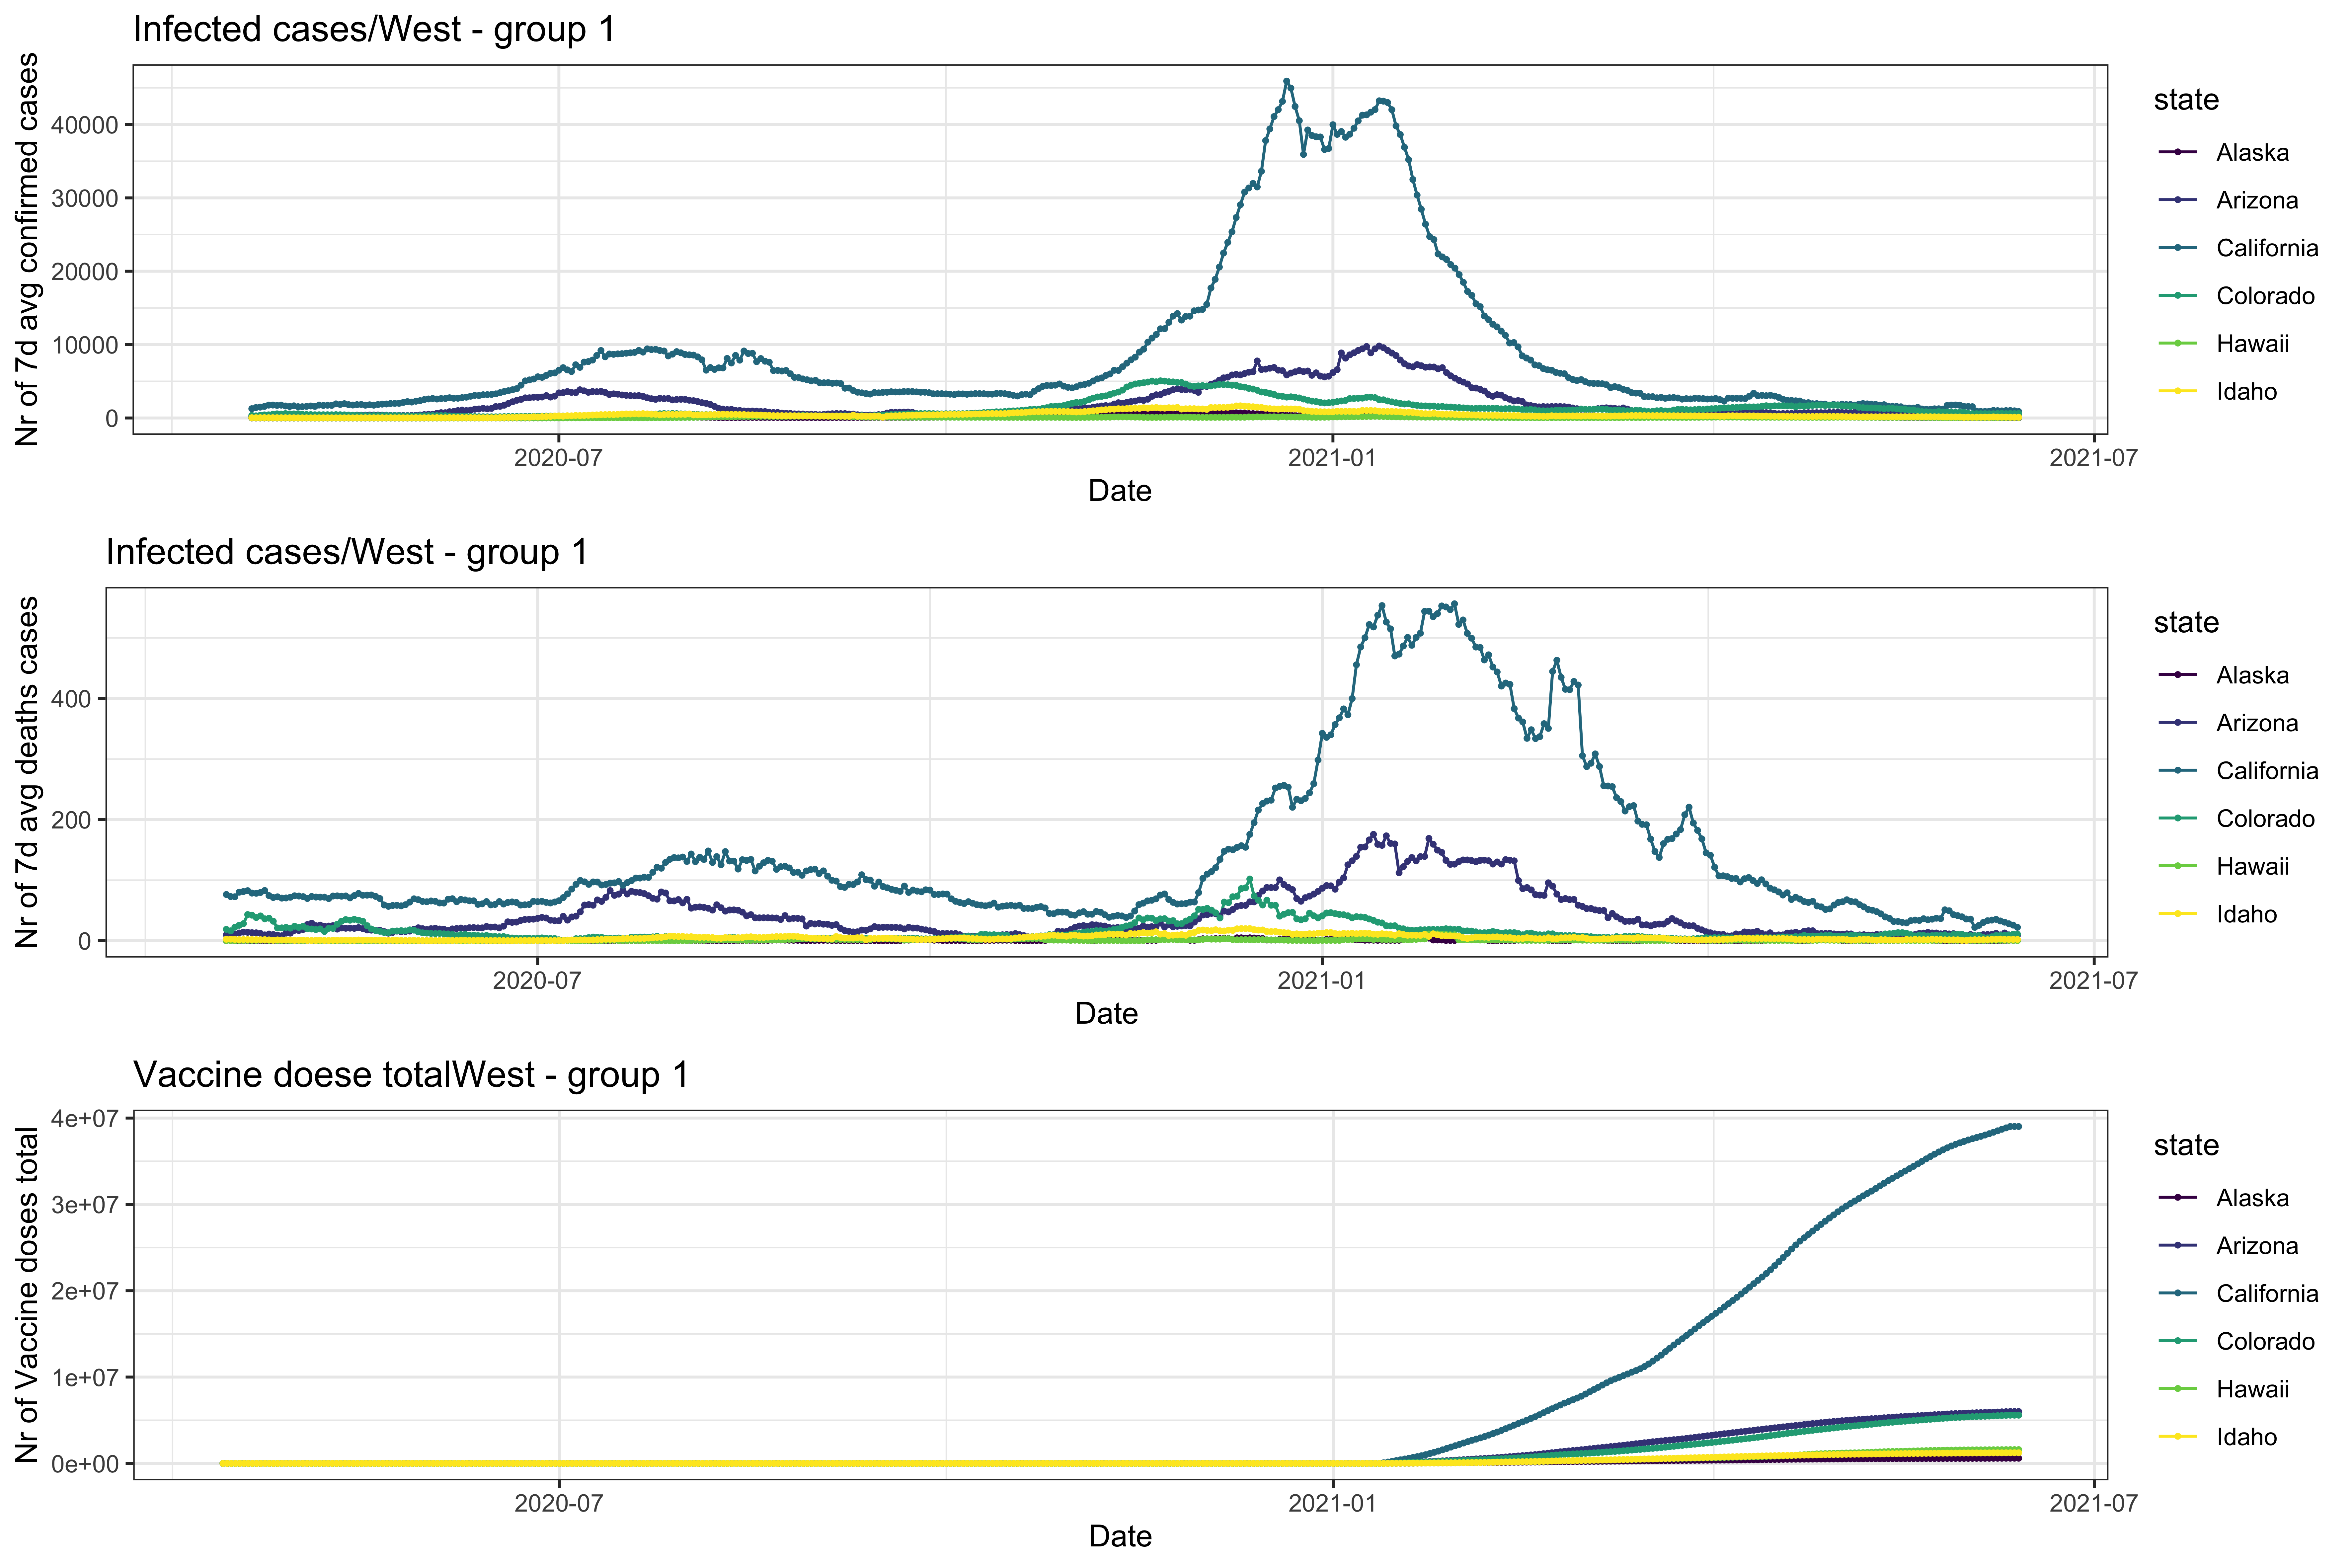 Infected cases/West - group 1
Nr of 7d avg confirmed cases
40000
30000
20000
10000
0
2020-07
2021-01
2021-07
Date
state
Alaska
Arizona
California
Colorado
Hawaii
Idaho
Infected cases/West - group 1
Nr of 7d avg deaths cases
400
200
0
2020-07
2021-01
2021-07
Date
state
Alaska
Arizona
California
Colorado
Hawaii
Idaho
Vaccine doese totalWest - group 1
Nr of Vaccine doses total
4e+07
3e+07
2e+07
1e+07
0e+00
2020-07
2021-01
2021-07
Date
state
Alaska
Arizona
California
Colorado
Hawaii
Idaho